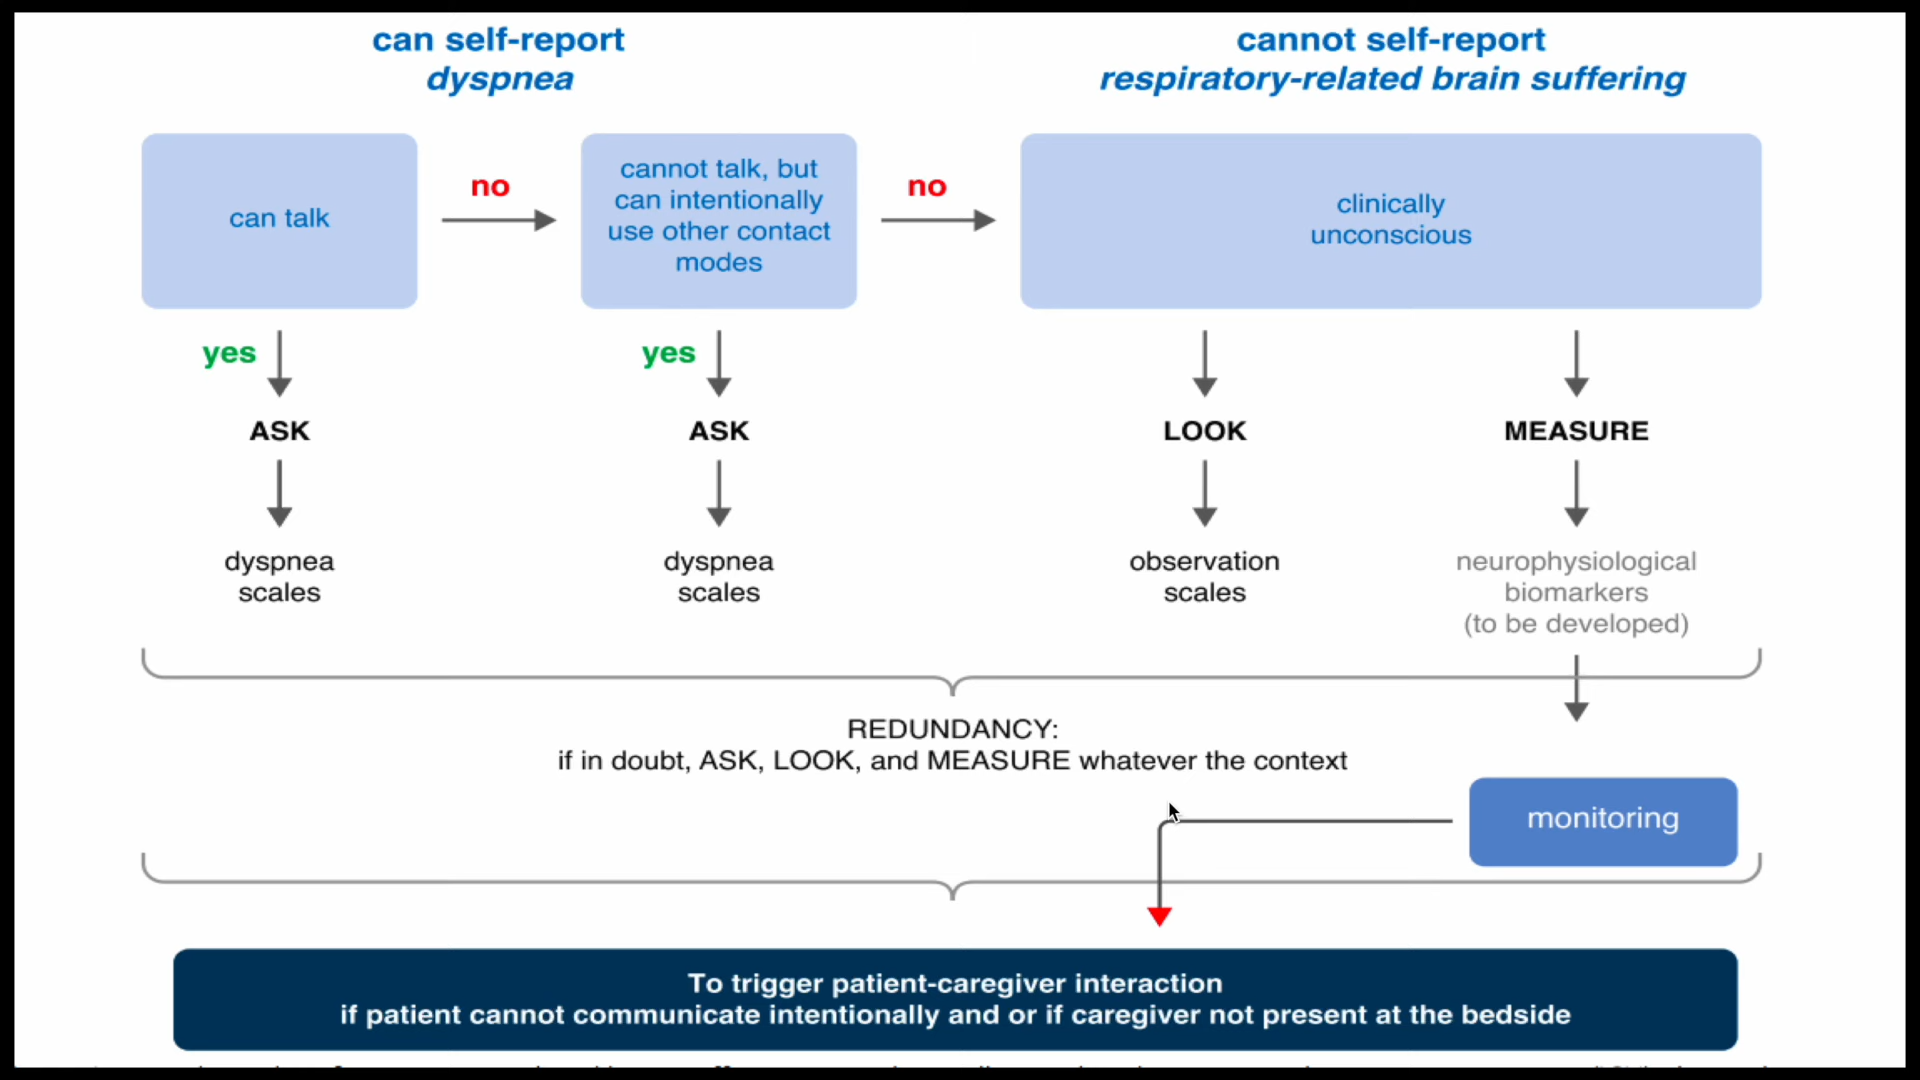 can self-report
dyspnea
cannot self-report
respiratory-related brain suffering
can talk
no
cannot talk, but
can intentionally
use other contact
modes
no
clinically
unconscious
yes
yes
ASK
ASK
LOOK
MEASURE
dyspnea
scales
dyspnea
scales
observation
scales
neurophysiological
biomarkers
(to be developed)
REDUNDANCY:
if in doubt, ASK, LOOK, and MEASURE whatever the context
monitoring
To trigger patient-caregiver interaction
if patient cannot communicate intentionally and or if caregiver not present at the bedside